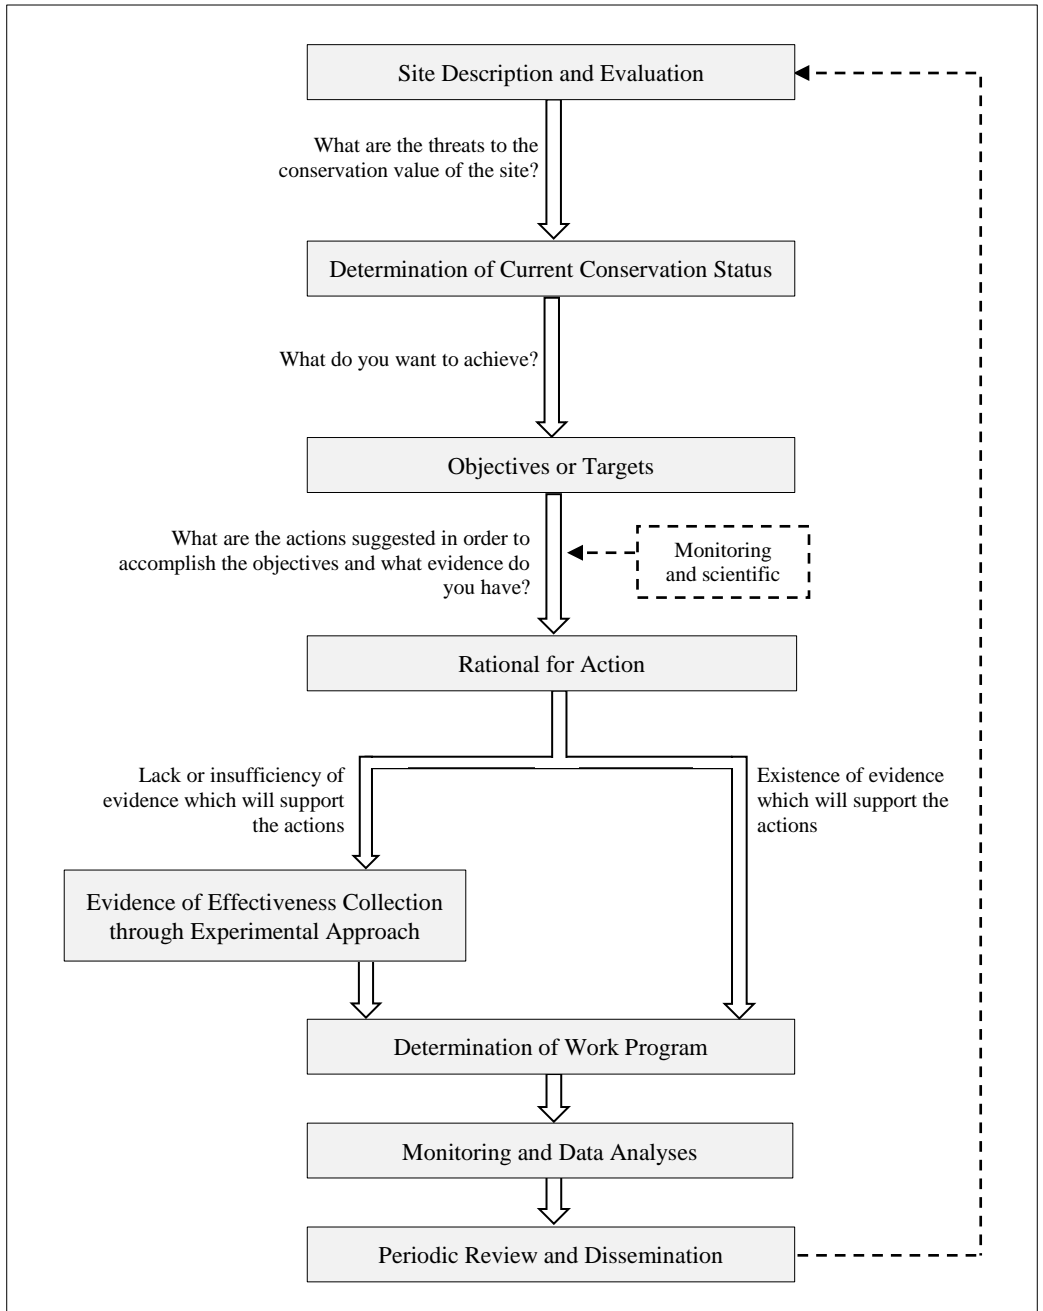 Site Description and Evaluation
What are the threats to the
conservation value of the site?
Determination of Current Conservation Status
What do you want to achieve?
Objectives or Targets
What are the actions suggested in order to
accomplish the objectives and what evidence do
you have?
Monitoring
and scientific
Rational for Action
Lack or insufficiency of
evidence which will support
the actions
Existence of evidence
which will support the
actions
Evidence of Effectiveness Collection
through Experimental Approach
Determination of Work Program
Monitoring and Data Analyses
Periodic Review and Dissemination